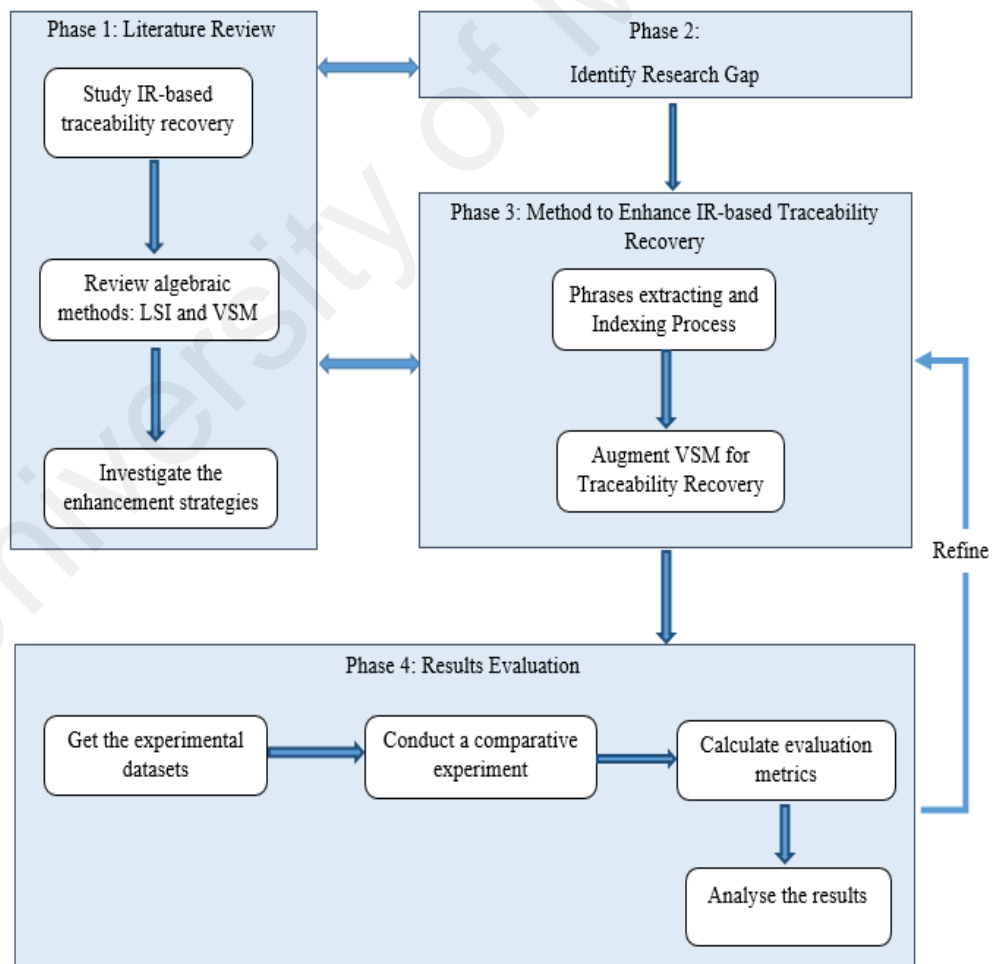 Phase 1: Literature Review
Study IR-based
traceability recovery
Review algebraic
methods: LSI and VSM
Investigate the
enhancement strategies
Phase 2:
Identify Research Gap
Phase 3: Method to Enhance IR-based Traceability
Recovery
Phrases extracting and
Indexing Process
Augment VSM for
Traceability Recovery
Refine
Phase 4: Results Evaluation
Get the experimental
datasets
Conduct a comparative
experiment
Calculate evaluation
metrics
Analyse the results
niversity of